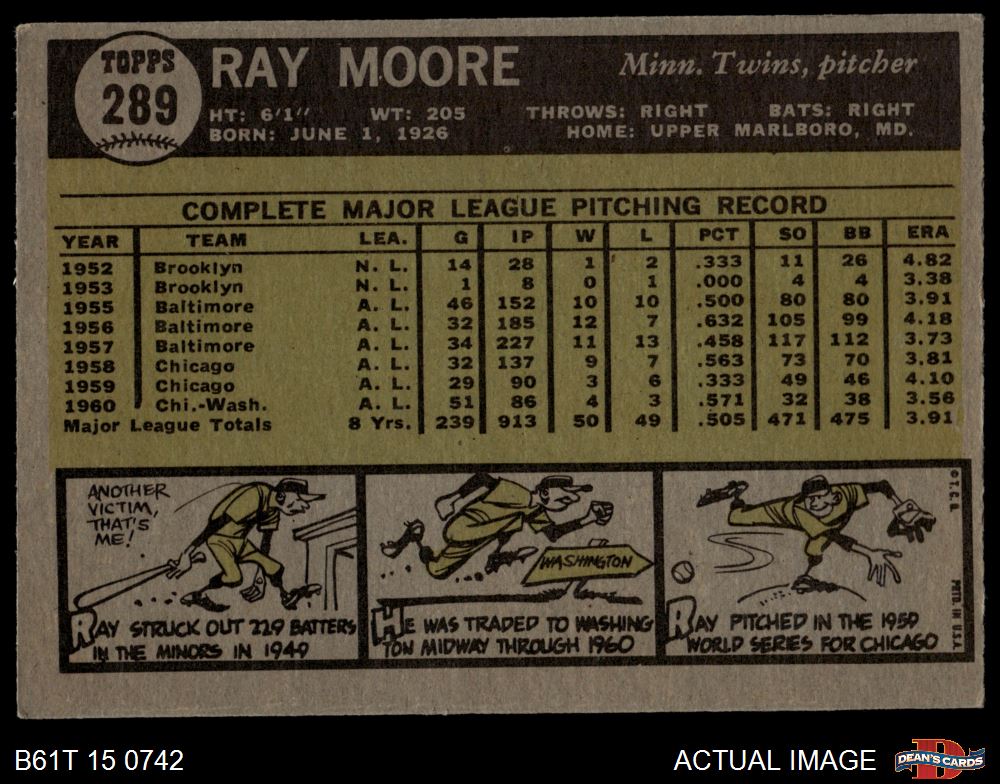 TOPPS
289
RAY MOORE
Minn. Twins, pitcher
HT: 6'1" WT: 205 THROWS: RIGHT BATS: RIGHT
BORN: JUNE 1, 1926 HOME: UPPER MARLBORO, MD.
COMPLETE MAJOR LEAGUE PITCHING RECORD
YEAR TEAM LEA. G IP W L PCT SO BB ERA
1952 Brooklyn N. L. 14 28 1 2 .333 11 26 4.82
1953 Brooklyn N. L. 1 8 0 1 .000 4 4 3.38
1955 Baltimore A. L. 46 152 10 10 .500 80 80 3.91
1956 Baltimore A. L. 32 185 12 7 .632 105 99 4.18
1957 Baltimore A. L. 34 227 11 13 .458 117 112 3.73
1958 Chicago A. L. 32 137 9 7 .563 73 70 3.81
1959 Chicago A. L. 29 90 3 6 .333 49 46 4.10
1960 Chi.-Wash. A. L. 51 86 4 3 .571 32 38 3.56
Major League Totals 8 Yrs. 239 913 50 49 .505 471 475 3.91
ANOTHER
VICTIM,
THAT'S
ME!
RAY STRUCK OUT 229 BATTERS
IN THE MINORS IN 1949
WASHINGTON
HE WAS TRADED TO WASHING
TON MIDWAY THROUGH 1960
RAY PITCHED IN THE 1959
WORLD SERIES FOR CHICAGO
© T. C. G.
PRTD. IN U.S.A.
B61T 15 0742
ACTUAL IMAGE
D
DEAN'S CARDS